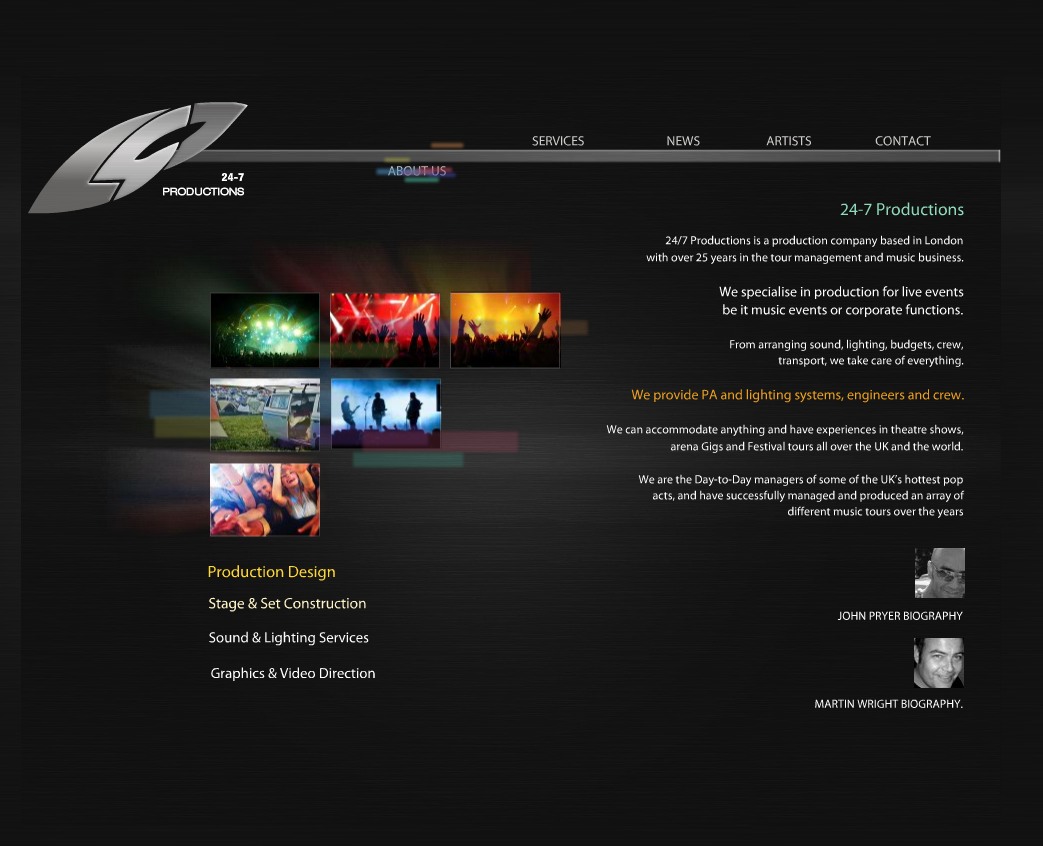 SERVICES
NEWS
ARTISTS
CONTACT
ABOUT US
24-7
PRODUCTIONS
24-7 Productions
24/7 Productions is a production company based in London
with over 25 years in the tour management and music business.
We specialise in production for live events
be it music events or corporate functions.
From arranging sound, lighting, budgets, crew,
transport, we take care of everything.
We provide PA and lighting systems, engineers and crew.
We can accommodate anything and have experiences in theatre shows,
arena Gigs and Festival tours all over the UK and the world.
We are the Day-to-Day managers of some of the UK's hottest pop
acts, and have successfully managed and produced an array of
different music tours over the years
JOHN PRYER BIOGRAPHY
MARTIN WRIGHT BIOGRAPHY.
Production Design
Stage & Set Construction
Sound & Lighting Services
Graphics & Video Direction